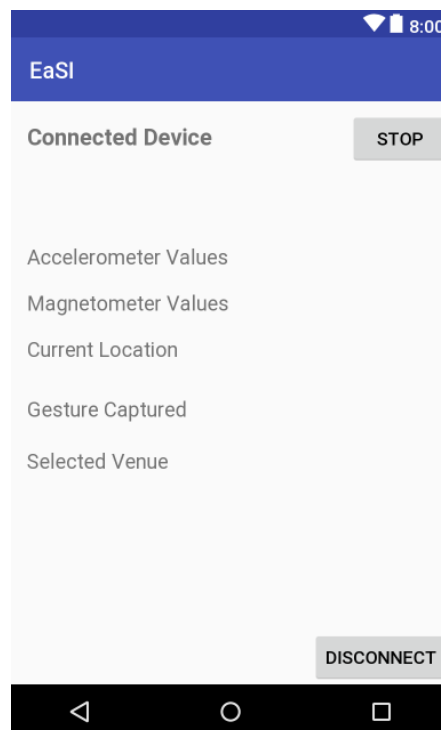 8:00
EaSI
Connected Device
STOP
Accelerometer Values
Magnetometer Values
Current Location
Gesture Captured
Selected Venue
DISCONNECT